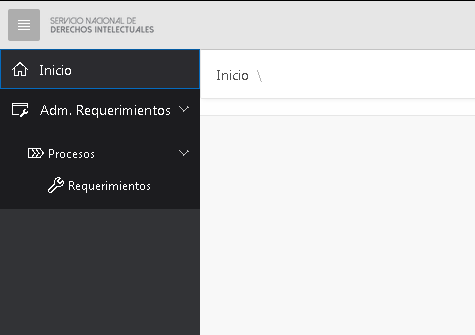 SERVICIO NACIONAL DE
DERECHOS INTELECTUALES
Inicio
Inicio \
Adm. Requerimientos
Procesos
Requerimientos